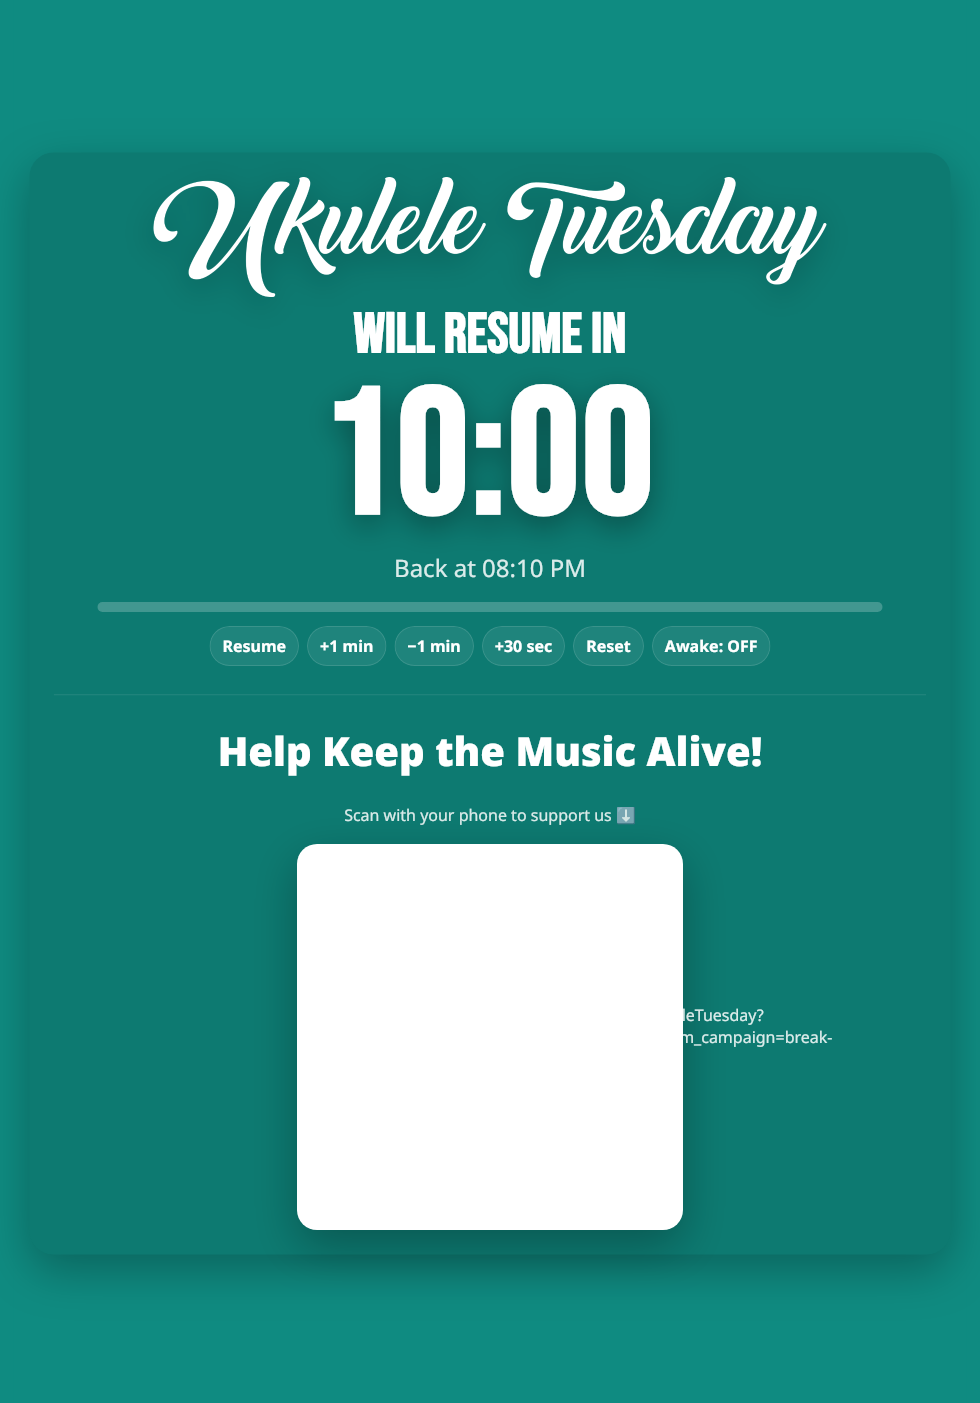 Ukulele Tuesday
WILL RESUME IN
10:00
Back at 08:10 PM
Resume
+1 min
−1 min
+30 sec
Reset
Awake: OFF
Help Keep the Music Alive!
Scan with your phone to support us ⬇️
leTuesday?
m_campaign=break-